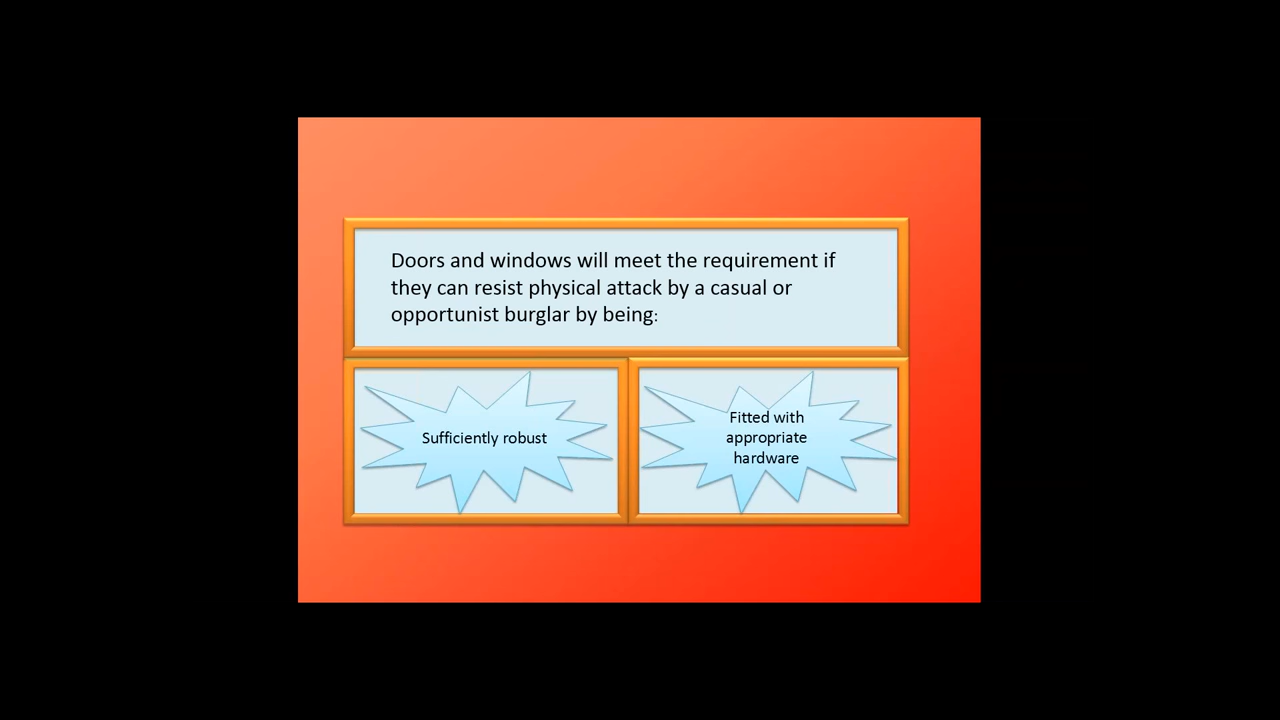 Doors and windows will meet the requirement if
they can resist physical attack by a casual or
opportunist burglar by being:
Sufficiently robust
Fitted with
appropriate
hardware